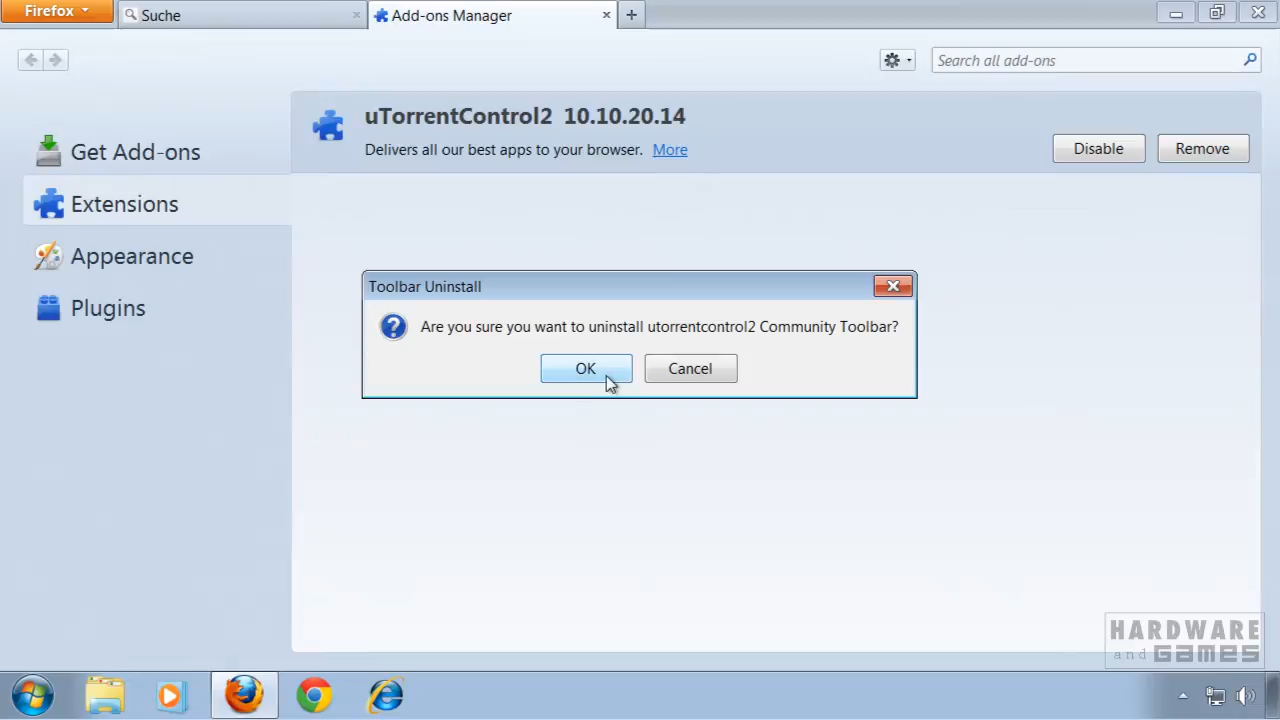 Firefox
Suche
Add-ons Manager
Search all add-ons
uTorrentControl2 10.10.20.14
Delivers all our best apps to your browser. More
Disable
Remove
Get Add-ons
Extensions
Appearance
Plugins
Toolbar Uninstall
Are you sure you want to uninstall utorrentcontrol2 Community Toolbar?
OK
Cancel
HARDWARE
and GAMES